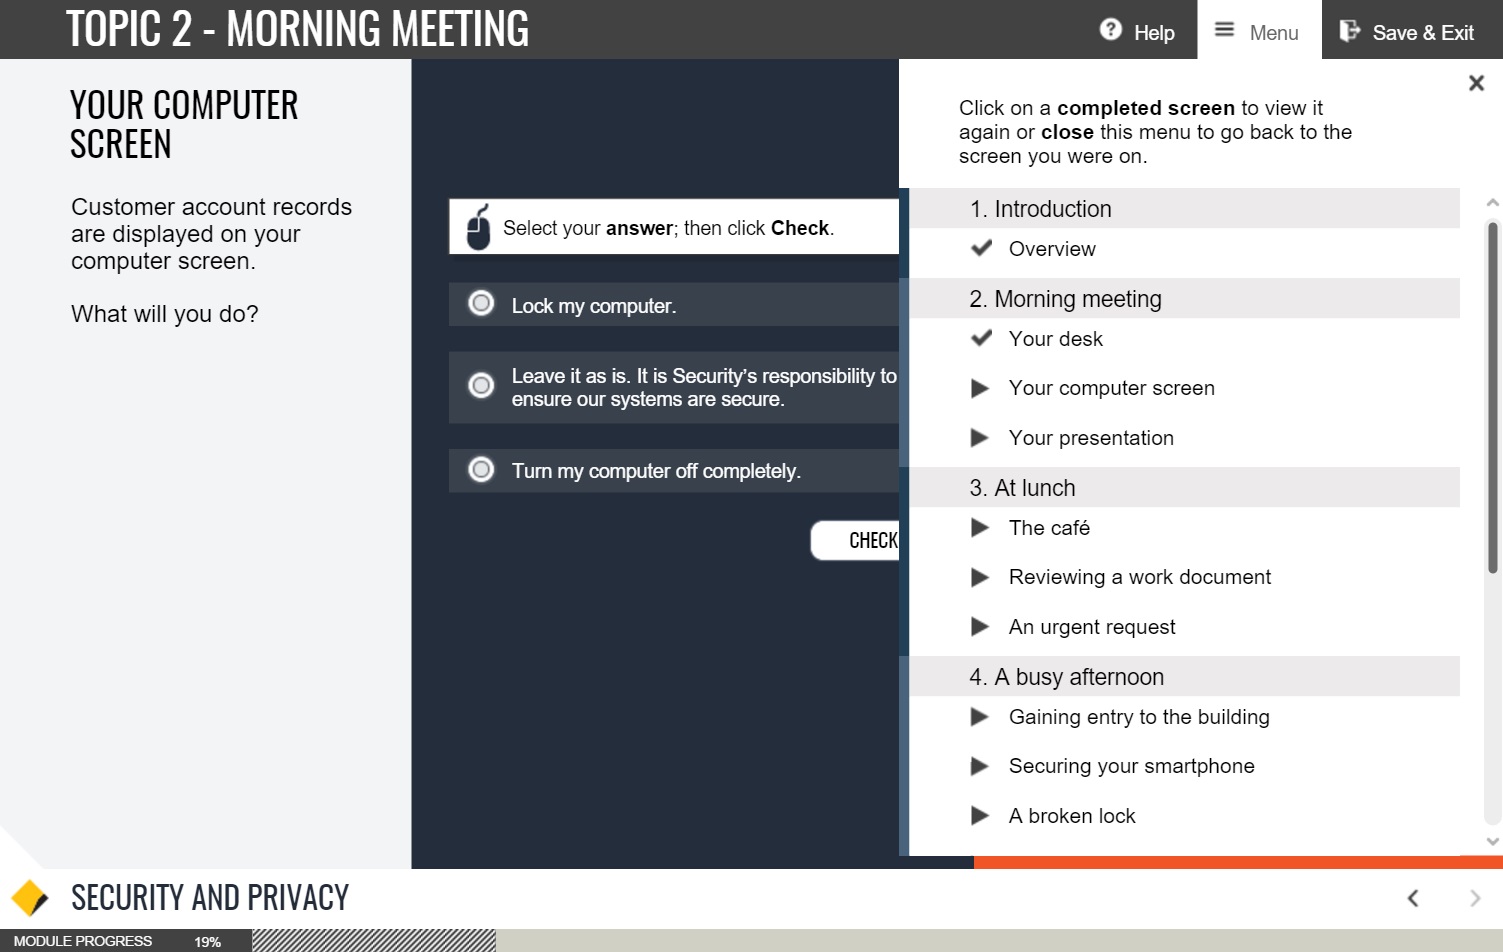 TOPIC 2 - MORNING MEETING
Help
Menu
Save & Exit
YOUR COMPUTER
SCREEN
Customer account records
are displayed on your
computer screen.
What will you do?
Select your answer; then click Check.
Lock my computer.
Leave it as is. It is Security’s responsibility to
ensure our systems are secure.
Turn my computer off completely.
CHECK
Click on a completed screen to view it
again or close this menu to go back to the
screen you were on.
1. Introduction
Overview
2. Morning meeting
Your desk
Your computer screen
Your presentation
3. At lunch
The café
Reviewing a work document
An urgent request
4. A busy afternoon
Gaining entry to the building
Securing your smartphone
A broken lock
SECURITY AND PRIVACY
MODULE PROGRESS 19%